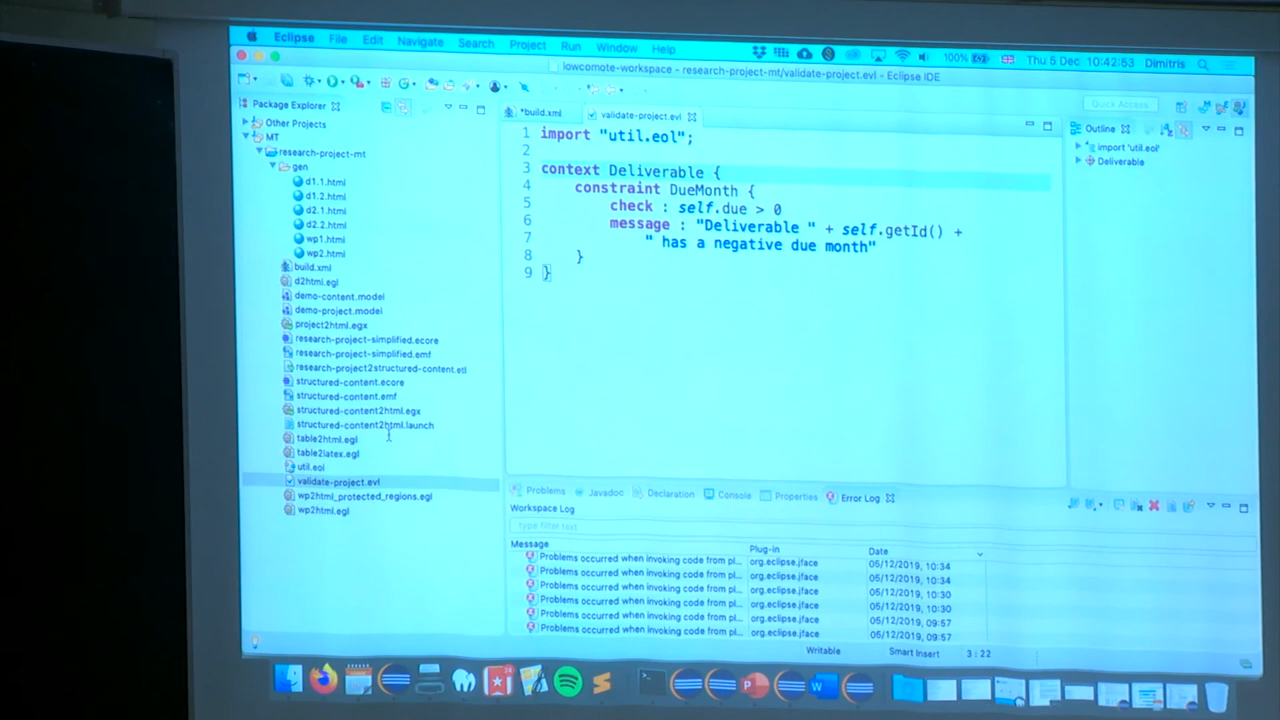 Eclipse File Edit Navigate Search Project Run Window Help 100% Thu 5 Dec 10:42:53 Dimitris
lowcomote-workspace - research-project-mt/validate-project.evl - Eclipse IDE
Quick Access
Package Explorer
Other Projects
MT
research-project-mt
gen
d1.1.html
d1.2.html
d2.1.html
d2.2.html
wp1.html
wp2.html
build.xml
d2html.egl
demo-content.model
demo-project.model
project2html.egx
research-project-simplified.ecore
research-project-simplified.emf
research-project2structured-content.etl
structured-content.ecore
structured-content.emf
structured-content2html.egx
structured-content2html.launch
table2html.egl
table2latex.egl
util.eol
validate-project.evl
wp2html_protected_regions.egl
wp2html.egl
*build.xml validate-project.evl
1 import "util.eol";
2
3 context Deliverable {
4 constraint DueMonth {
5 check : self.due > 0
6 message : "Deliverable " + self.getId() +
7 " has a negative due month"
8 }
9 }
Outline
import 'util.eol'
Deliverable
Problems Javadoc Declaration Console Properties Error Log
Workspace Log
type filter text
Message Plug-in Date
Problems occurred when invoking code from pl... org.eclipse.jface 05/12/2019, 10:34
Problems occurred when invoking code from pl... org.eclipse.jface 05/12/2019, 10:34
Problems occurred when invoking code from pl... org.eclipse.jface 05/12/2019, 10:30
Problems occurred when invoking code from pl... org.eclipse.jface 05/12/2019, 10:30
Problems occurred when invoking code from pl... org.eclipse.jface 05/12/2019, 09:57
Problems occurred when invoking code from pl... org.eclipse.jface 05/12/2019, 09:57
Writable Smart Insert 3 : 22